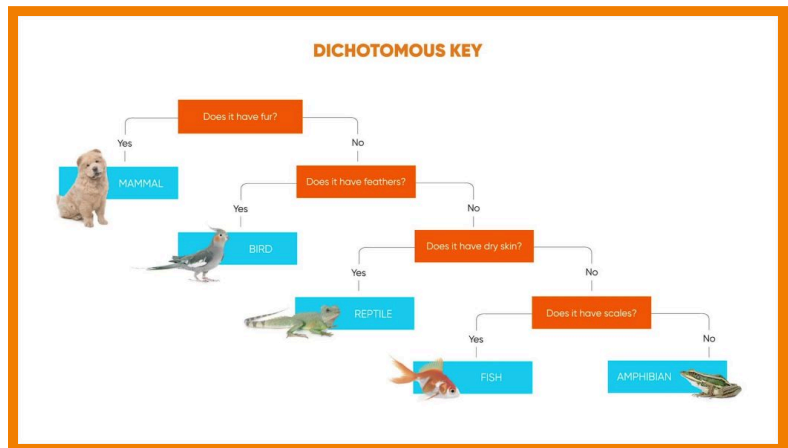 DICHOTOMOUS KEY
Does it have fur?
Yes
No
MAMMAL
Does it have feathers?
Yes
No
BIRD
Does it have dry skin?
Yes
No
REPTILE
Does it have scales?
Yes
No
FISH
AMPHIBIAN